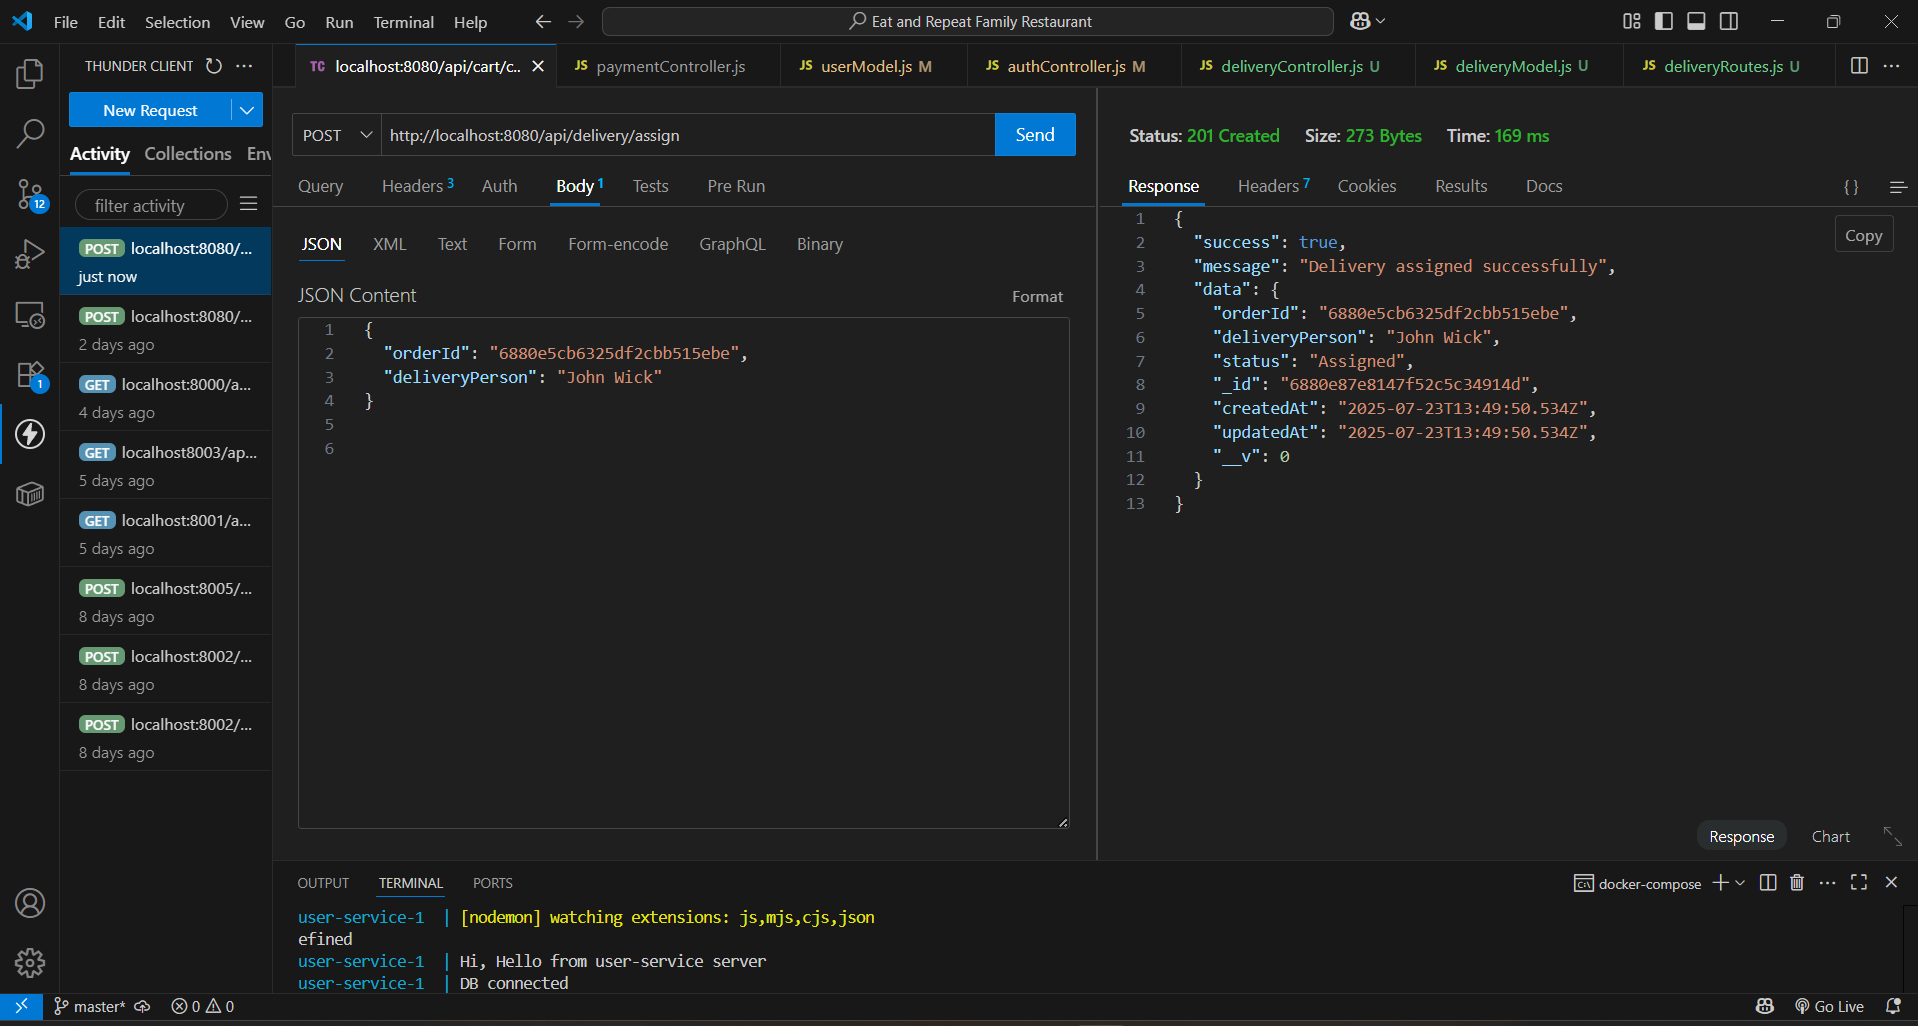 File Edit Selection View Go Run Terminal Help
Eat and Repeat Family Restaurant
THUNDER CLIENT
New Request
Activity Collections Env
filter activity
POST localhost:8080/...
just now
POST localhost:8080/...
2 days ago
GET localhost:8000/a...
4 days ago
GET localhost8003/ap...
5 days ago
GET localhost:8001/a...
5 days ago
POST localhost:8005/...
8 days ago
POST localhost:8002/...
8 days ago
POST localhost:8002/...
8 days ago
12
1
TC localhost:8080/api/cart/c..
JS paymentController.js
JS userModel.js M
JS authController.js M
JS deliveryController.js U
JS deliveryModel.js U
JS deliveryRoutes.js U
POST http://localhost:8080/api/delivery/assign Send
Query Headers 3 Auth Body 1 Tests Pre Run
JSON XML Text Form Form-encode GraphQL Binary
JSON Content Format
1 {
2 "orderId": "6880e5cb6325df2cbb515ebe",
3 "deliveryPerson": "John Wick"
4 }
5
6
Status: 201 Created Size: 273 Bytes Time: 169 ms
Response Headers 7 Cookies Results Docs { }
Copy
1 {
2 "success": true,
3 "message": "Delivery assigned successfully",
4 "data": {
5 "orderId": "6880e5cb6325df2cbb515ebe",
6 "deliveryPerson": "John Wick",
7 "status": "Assigned",
8 "_id": "6880e87e8147f52c5c34914d",
9 "createdAt": "2025-07-23T13:49:50.534Z",
10 "updatedAt": "2025-07-23T13:49:50.534Z",
11 "__v": 0
12 }
13 }
Response Chart
OUTPUT TERMINAL PORTS
docker-compose
user-service-1 | [nodemon] watching extensions: js,mjs,cjs,json
efined
user-service-1 | Hi, Hello from user-service server
user-service-1 | DB connected
master* 0 0
Go Live